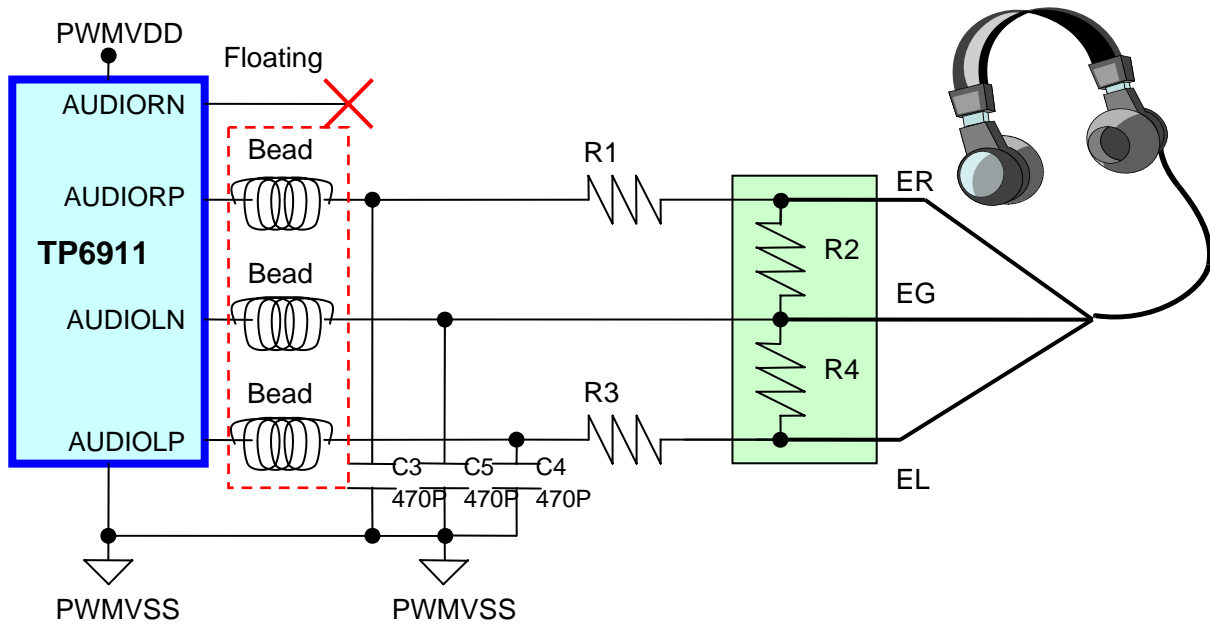 PWMVDD
Floating
AUDIORN
Bead
R1
AUDIORP
ER
TP6911
R2
Bead
EG
AUDIOLN
R4
Bead
R3
AUDIOLP
EL
C3
C5
C4
470P
470P
470P
PWMVSS
PWMVSS